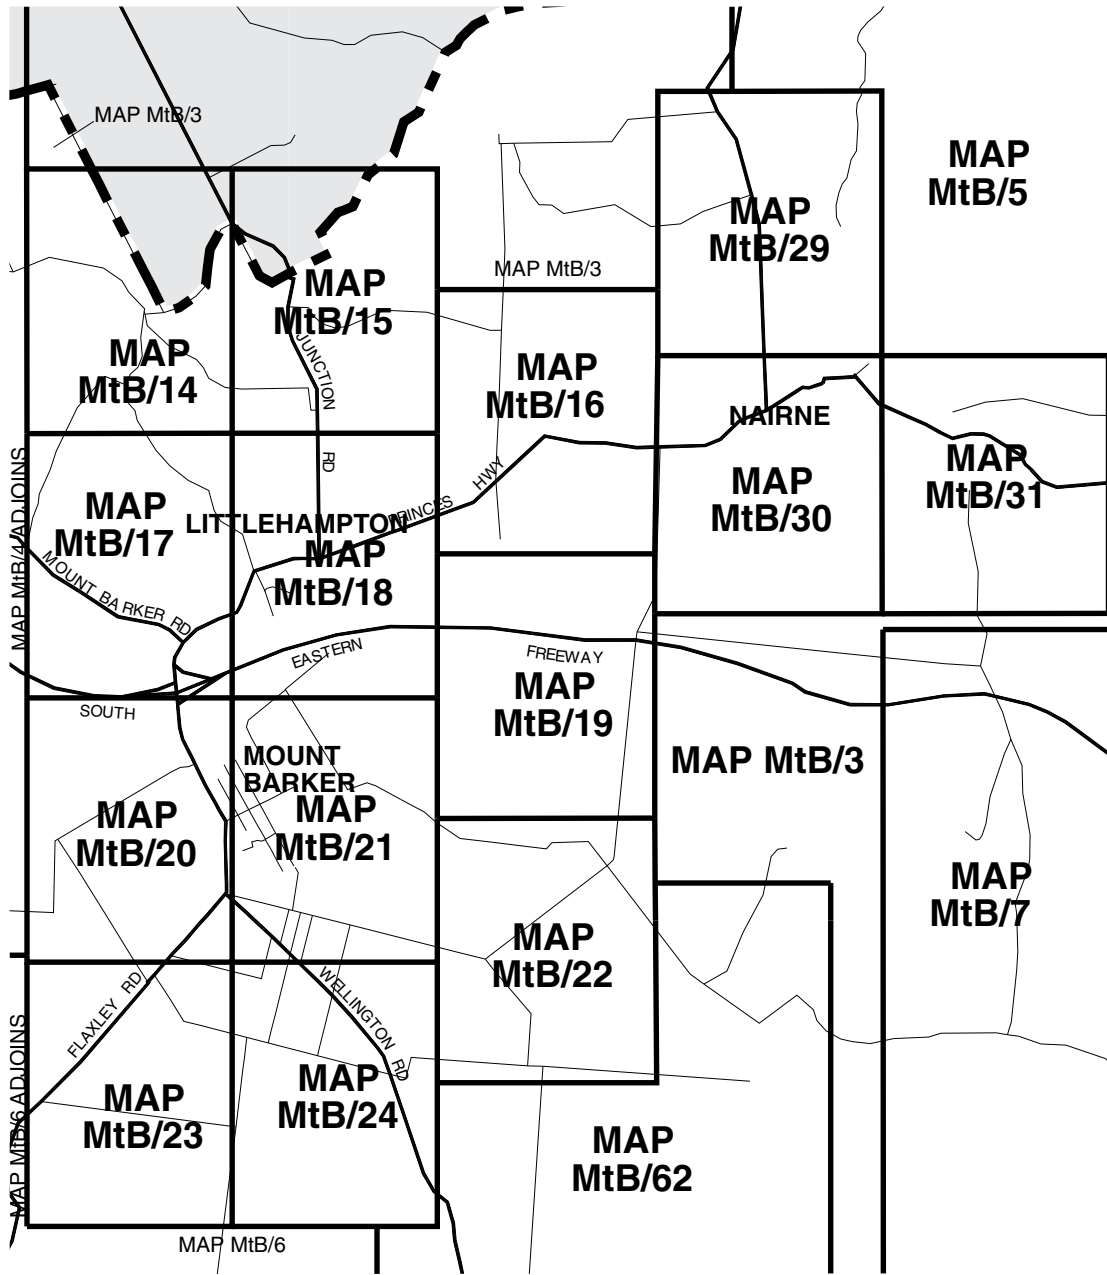 MAP MtB/3
MAP
MtB/5
MAP
MtB/29
MAP MtB/3
MAP
MtB/15
JUNCTION
RD
MAP
MtB/14
MAP
MtB/16
NAIRNE
MAP MtB/4 ADJOINS
MAP
MtB/17
LITTLEHAMPTON
PRINCES
HWY
MAP
MtB/30
MAP
MtB/31
MAP
MtB/18
MOUNT BARKER RD
EASTERN
FREEWAY
SOUTH
MAP
MtB/19
MOUNT
BARKER
MAP MtB/3
MAP
MtB/20
MAP
MtB/21
MAP
MtB/7
MAP
MtB/22
FLAXLEY RD
WELLINGTON RD
MAP MtB/6 ADJOINS
MAP
MtB/23
MAP
MtB/24
MAP
MtB/62
MAP MtB/6